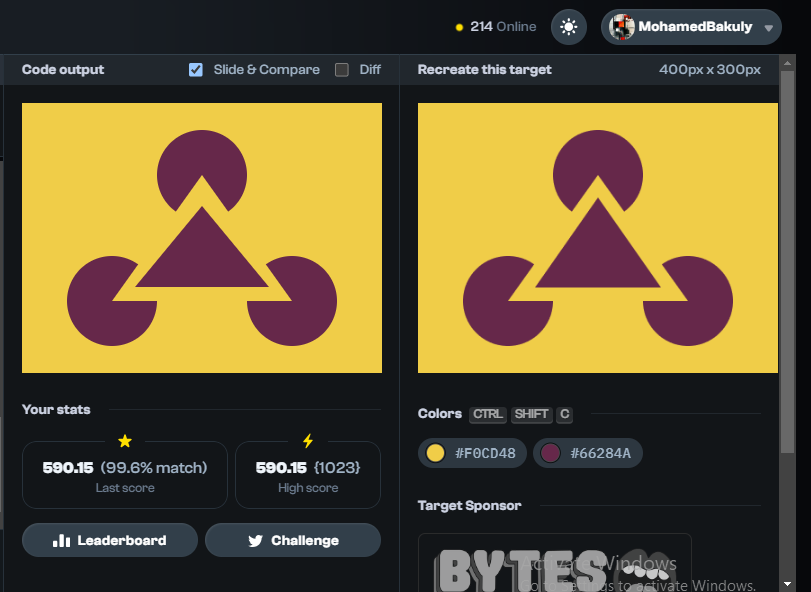 214 Online
MohamedBakuly
Code output
Slide & Compare
Diff
Recreate this target
400px x 300px
Your stats
590.15 (99.6% match)
Last score
590.15 {1023}
High score
Leaderboard
Challenge
Colors CTRL SHIFT C
#F0CD48
#66284A
Target Sponsor
BYTES
Activate Windows
Go to Settings to activate Windows.